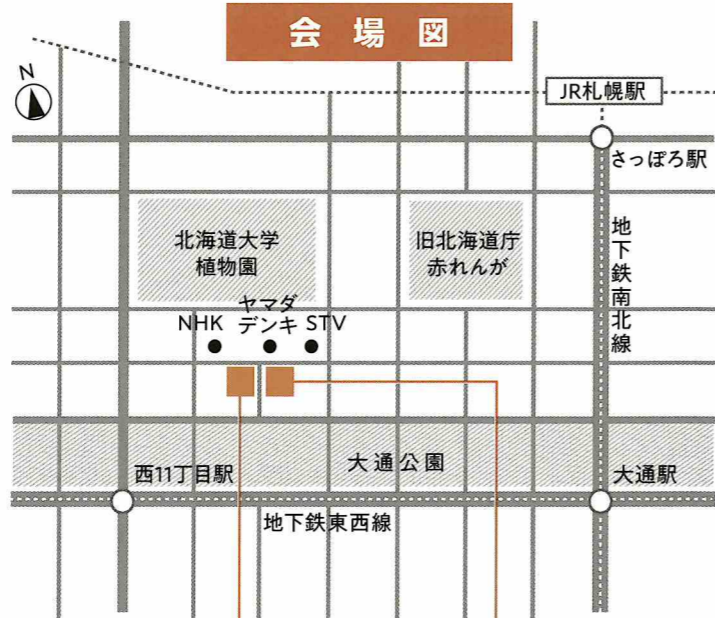 会場図
N
JR札幌駅
さっぽろ駅
北海道大学
植物園
旧北海道庁
赤れんが
地下鉄南北線
ヤマダ
デンキ
NHK
STV
大通公園
西11丁目駅
大通駅
地下鉄東西線